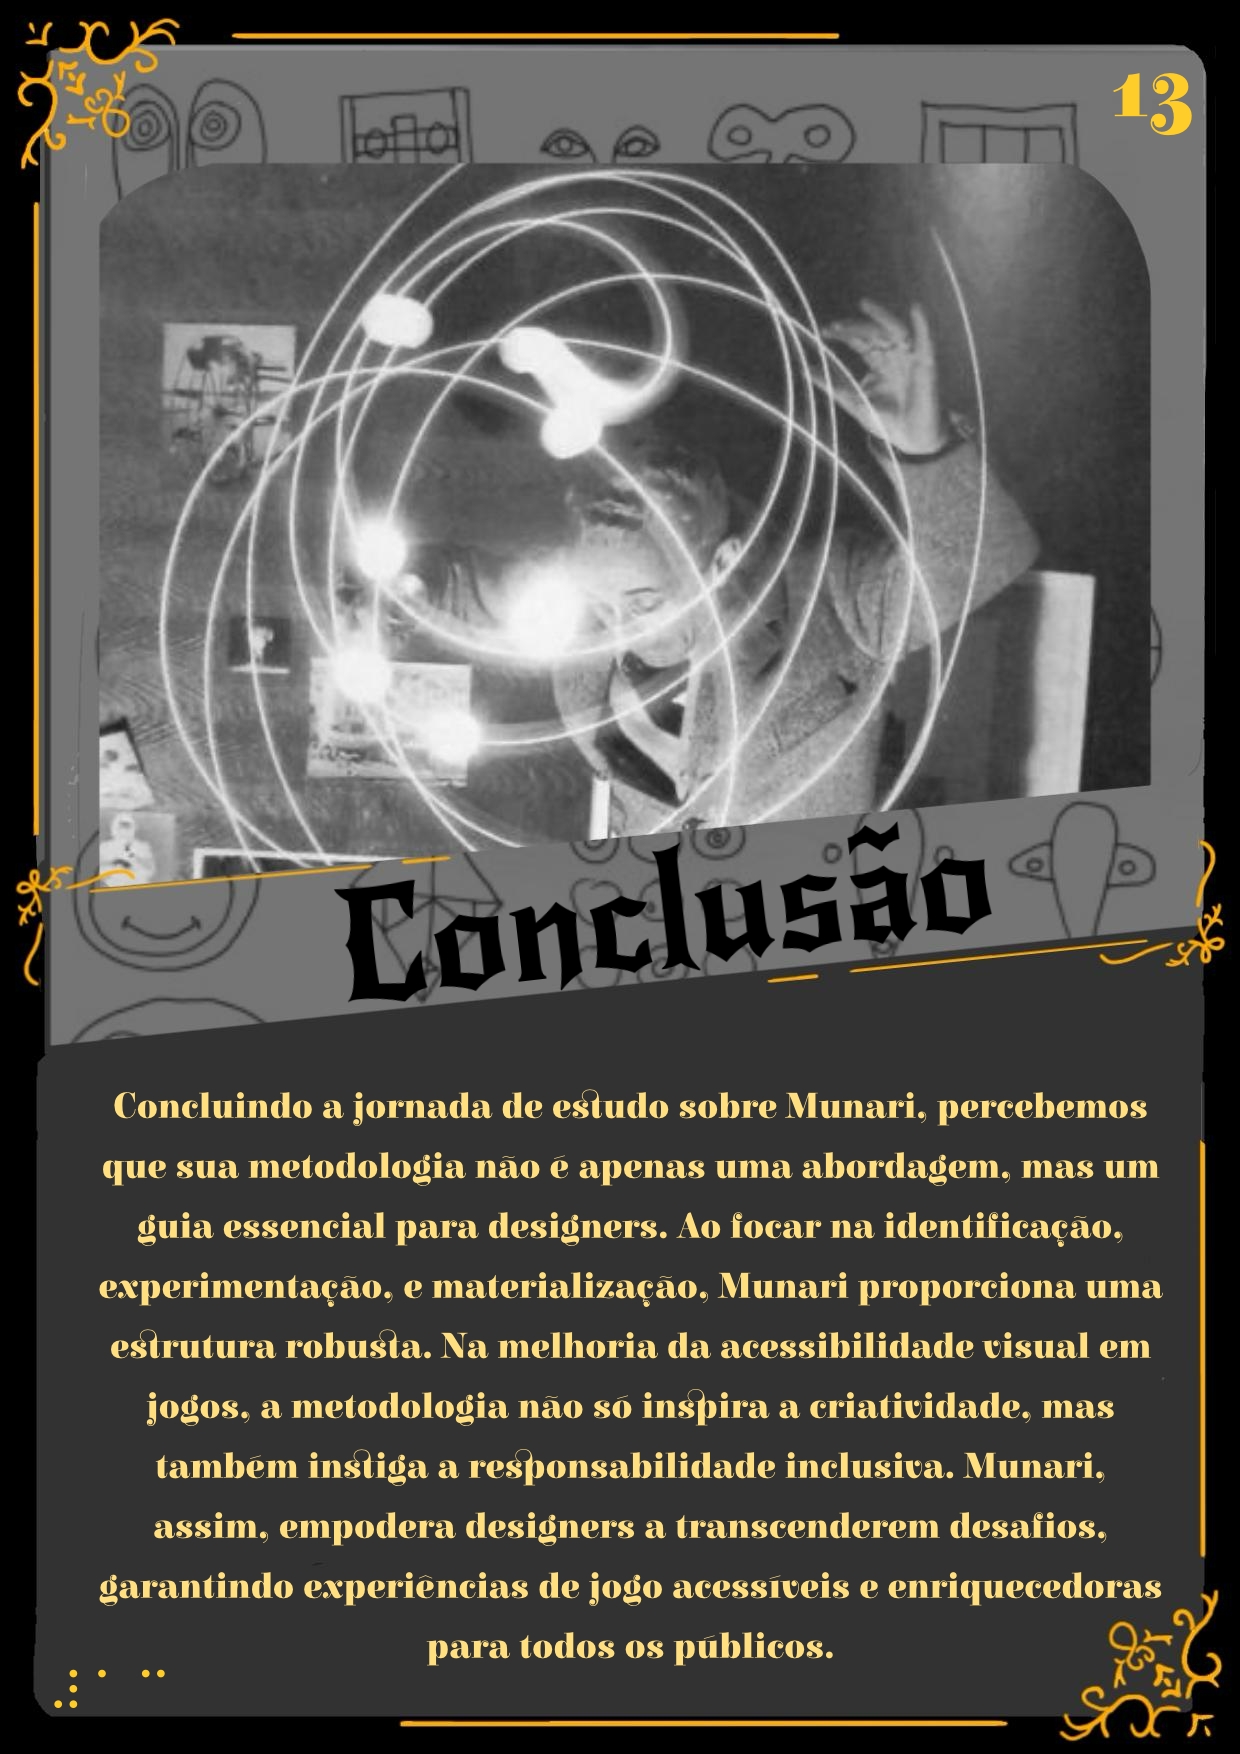 13
Conclusão
Concluindo a jornada de estudo sobre Munari, percebemos
que sua metodologia não é apenas uma abordagem, mas um
guia essencial para designers. Ao focar na identificação,
experimentação, e materialização, Munari proporciona uma
estrutura robusta. Na melhoria da acessibilidade visual em
jogos, a metodologia não só inspira a criatividade, mas
também instiga a responsabilidade inclusiva. Munari,
assim, empodera designers a transcenderem desafios,
garantindo experiências de jogo acessíveis e enriquecedoras
para todos os públicos.
⠼⠁⠉